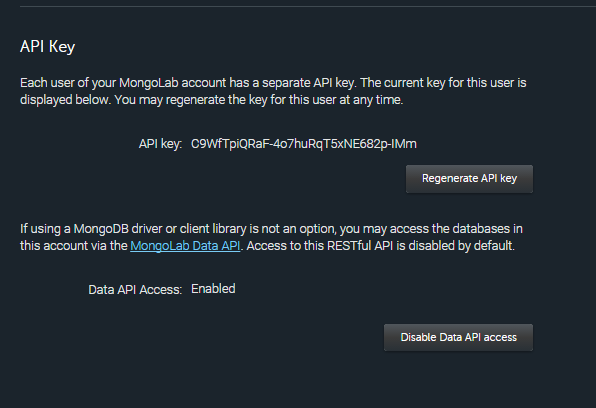 API Key
Each user of your MongoLab account has a separate API key. The current key for this user is
displayed below. You may regenerate the key for this user at any time.
API key: C9WfTpiQRaF-4o7huRqT5xNE682p-IMm
Regenerate API key
If using a MongoDB driver or client library is not an option, you may access the databases in
this account via the MongoLab Data API. Access to this RESTful API is disabled by default.
Data API Access: Enabled
Disable Data API access